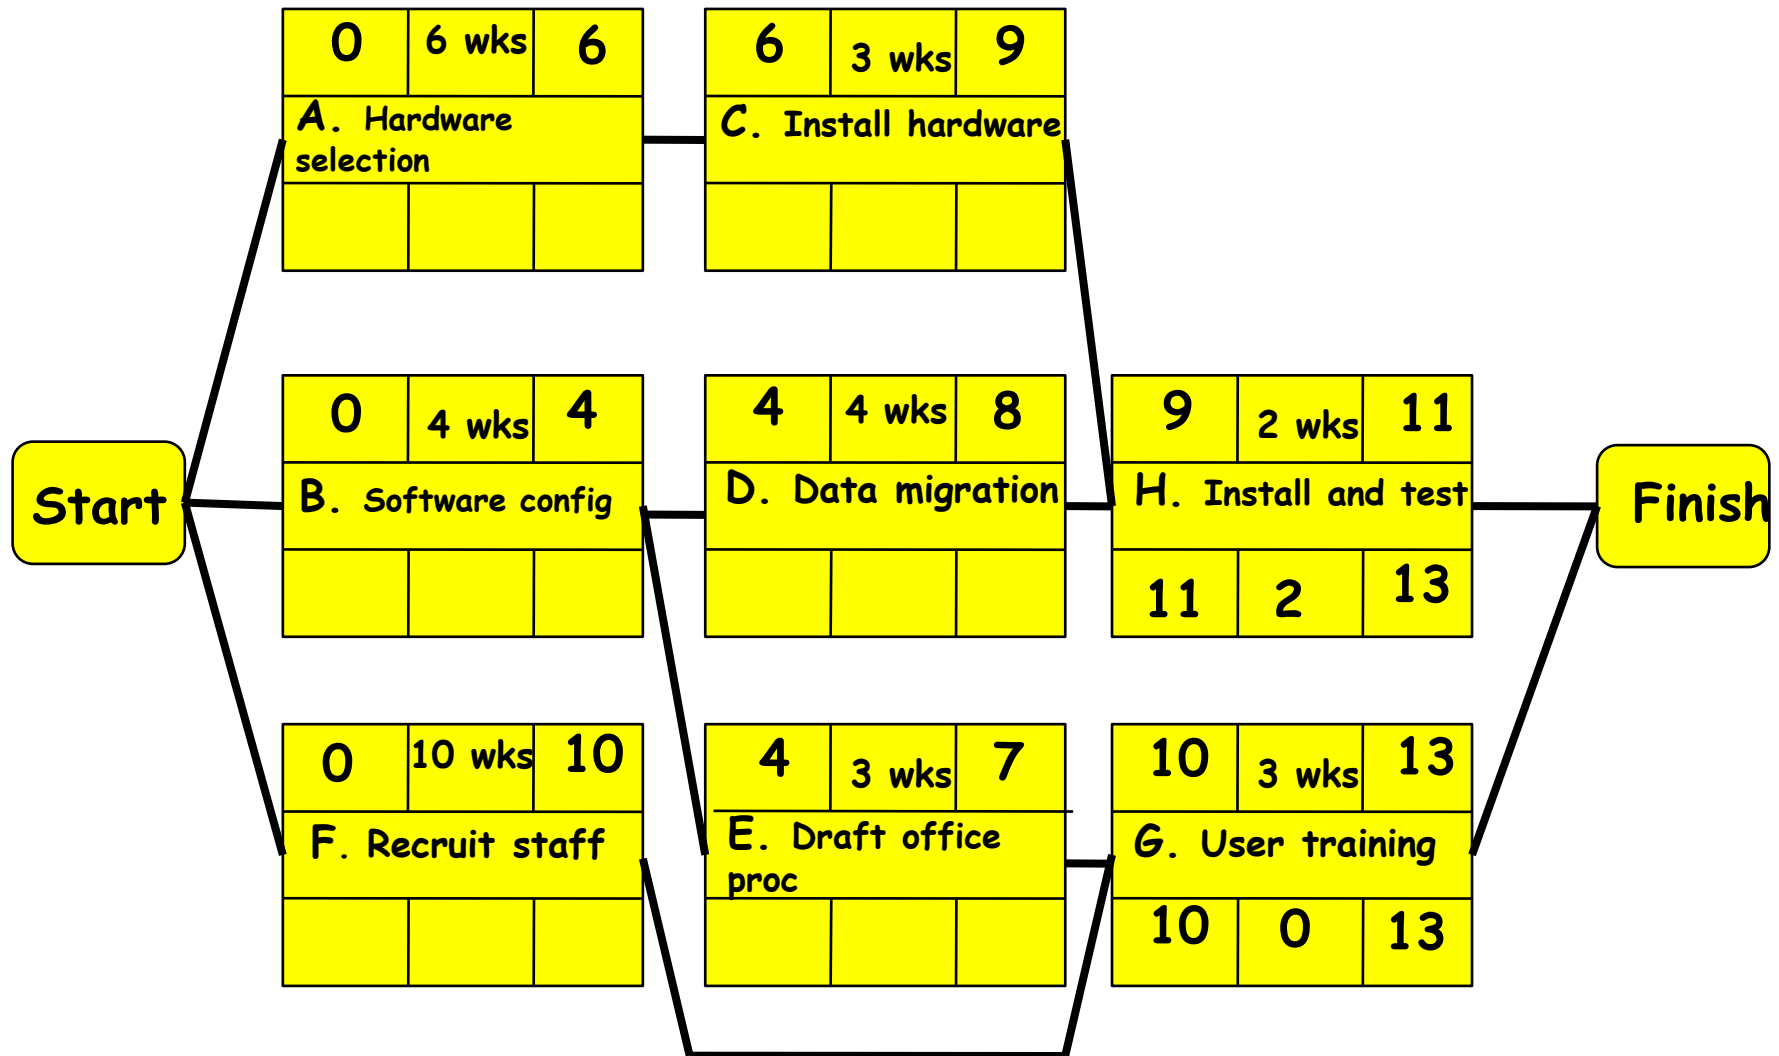 0 6 wks 6
A. Hardware
selection
6 3 wks 9
C. Install hardware
Start
0 4 wks 4
B. Software config
4 4 wks 8
D. Data migration
9 2 wks 11
H. Install and test
11 2 13
Finish
0 10 wks 10
F. Recruit staff
4 3 wks 7
E. Draft office
proc
10 3 wks 13
G. User training
10 0 13